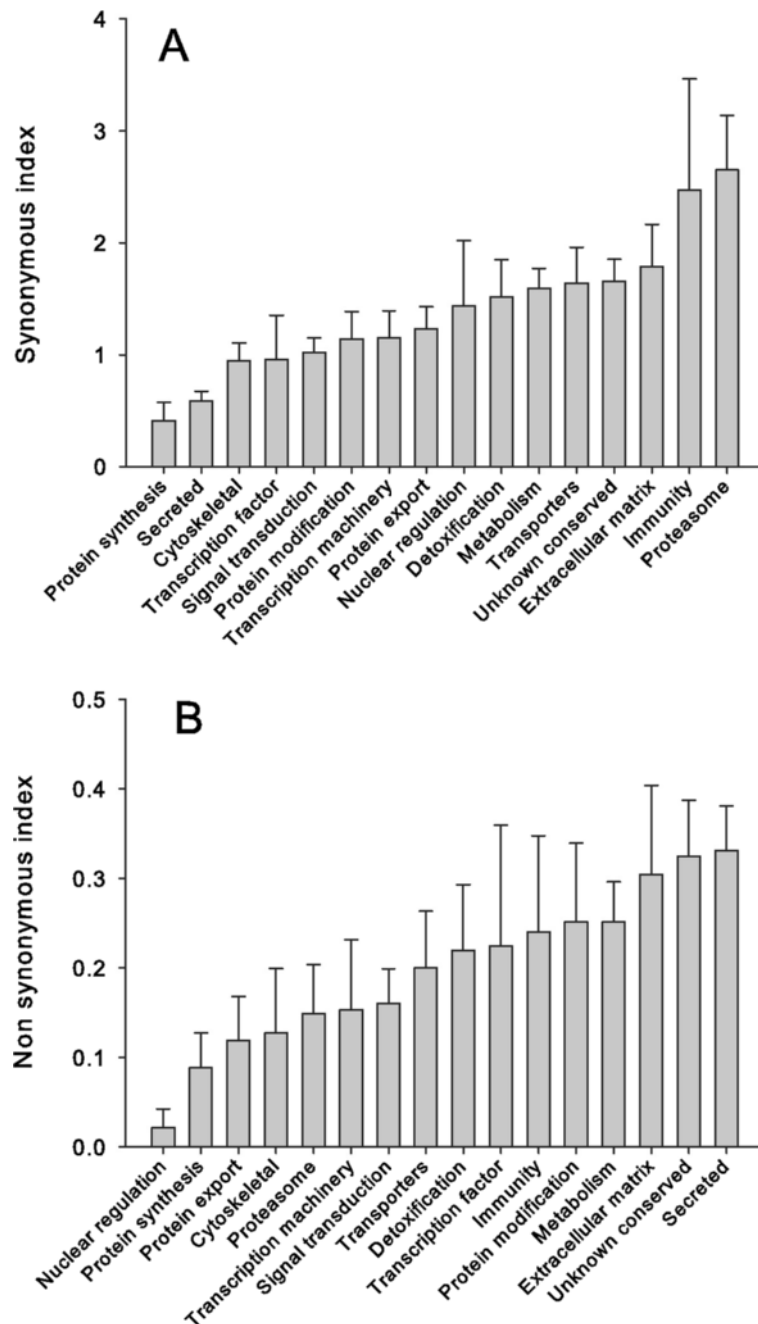 A
Synonymous index
4
3
2
1
0
Protein synthesis
Secreted
Cytoskeletal
Transcription factor
Signal transduction
Protein modification
Transcription machinery
Protein export
Nuclear regulation
Detoxification
Metabolism
Transporters
Unknown conserved
Extracellular matrix
Immunity
Proteasome
B
Non synonymous index
0.5
0.4
0.3
0.2
0.1
0.0
Nuclear regulation
Protein synthesis
Protein export
Cytoskeletal
Proteasome
Transcription machinery
Signal transduction
Transporters
Detoxification
Transcription factor
Immunity
Protein modification
Metabolism
Extracellular matrix
Unknown conserved
Secreted